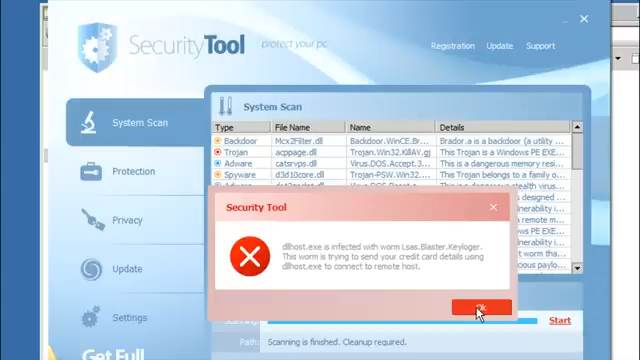 SecurityTool protect your pc
Registration Update Support
System Scan
Protection
Privacy
Update
Settings
Get Full
System Scan
Type File Name Name Details
Backdoor Mcx2Filter.dll Backdoor.WinCE.Br... Brador.a is a backdoor (a utility ...
Trojan acppage.dll Trojan.Win32.KillAV.gj This Trojan is a Windows PE EXE...
Adware catsrvps.dll Virus.DOS.Accept.3... This is a dangerous memory resi...
Spyware d3d10core.dll Trojan-PSW.Win32... This Trojan belongs to a family o...
Security Tool
dllhost.exe is infected with worm Lsas.Blaster.Keyloger.
This worm is trying to send your credit card details using
dllhost.exe to connect to remote host.
Ok
Start
Path: Scanning is finished. Cleanup required.